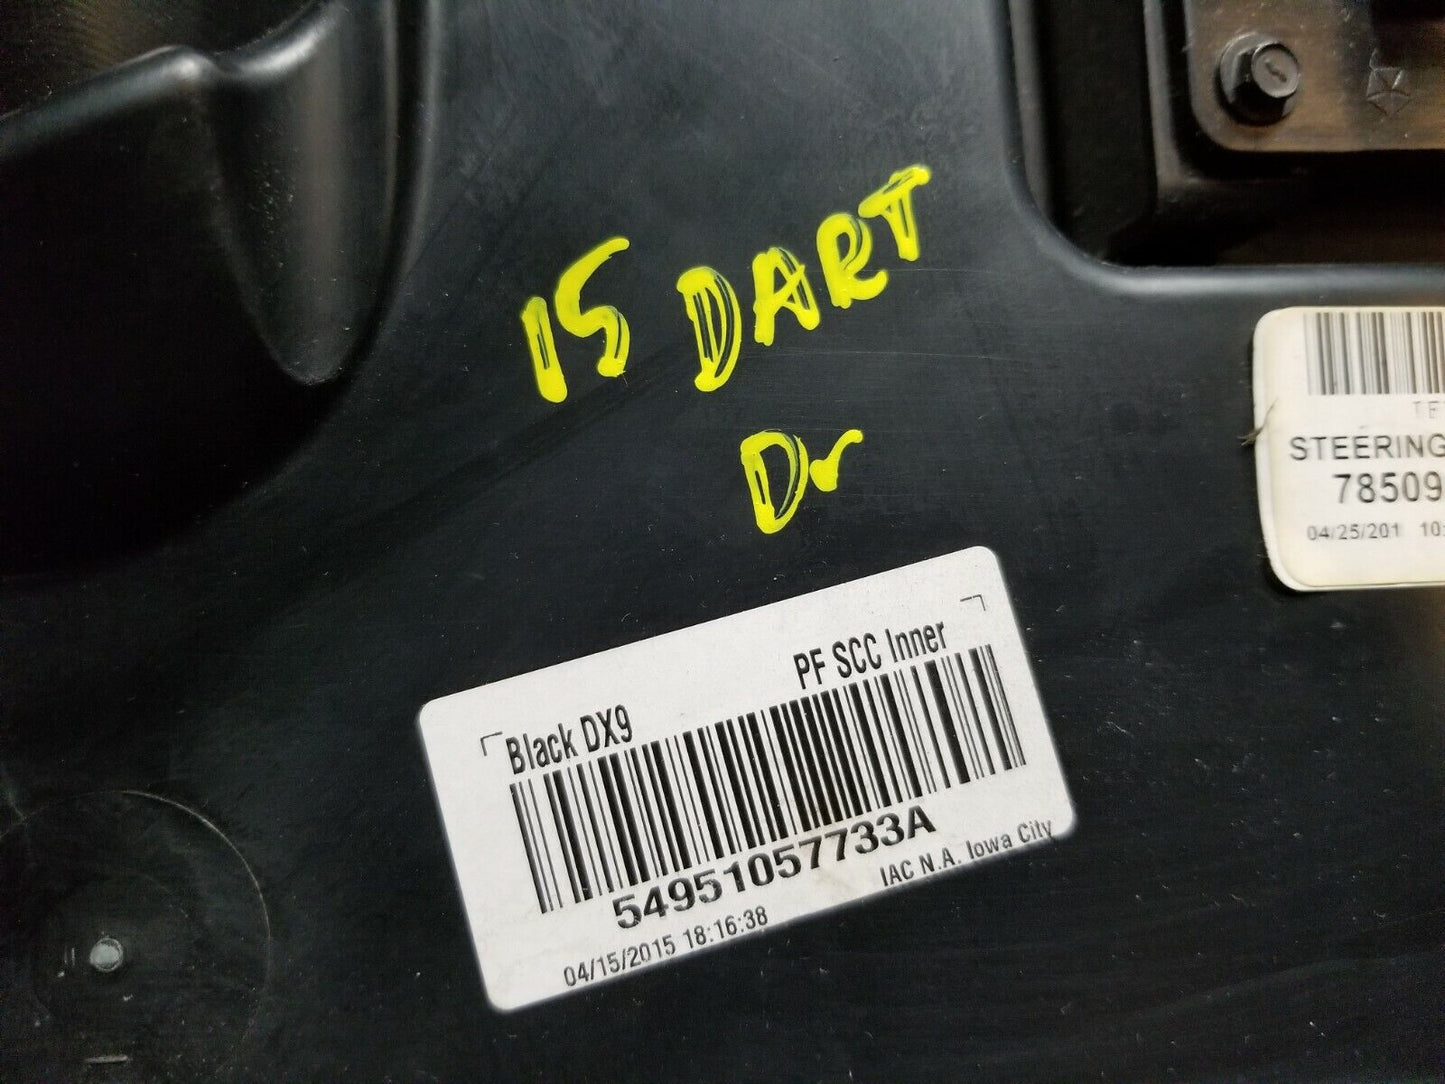 15 DART
Dr
STEERING
78509
04/25/201 10:
Black DX9
PF SCC Inner
54951057733A
IAC N.A. Iowa City
04/15/2015 18:16:38